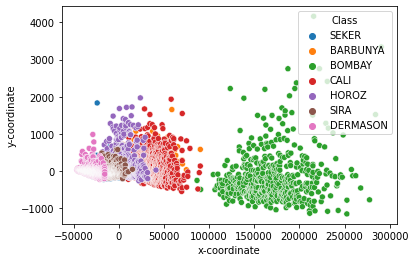 Class
SEKER
BARBUNYA
BOMBAY
CALI
HOROZ
SIRA
DERMASON
4000
3000
2000
1000
0
−1000
y-coordinate
−50000 0 50000 100000 150000 200000 250000 300000
x-coordinate